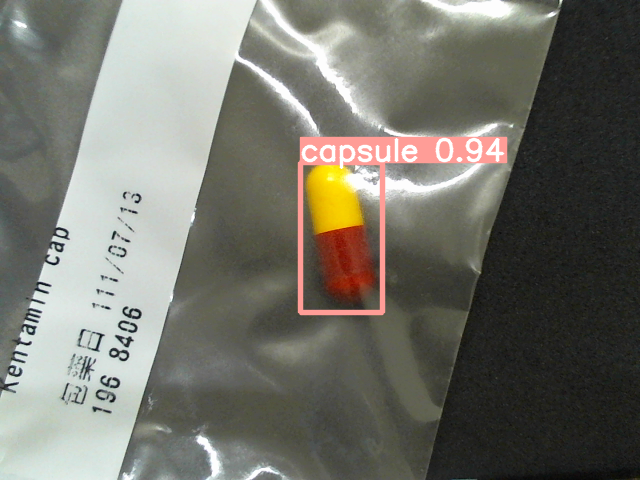 capsule 0.94
Kentamin cap
包藥日 111/07/13
196 8406